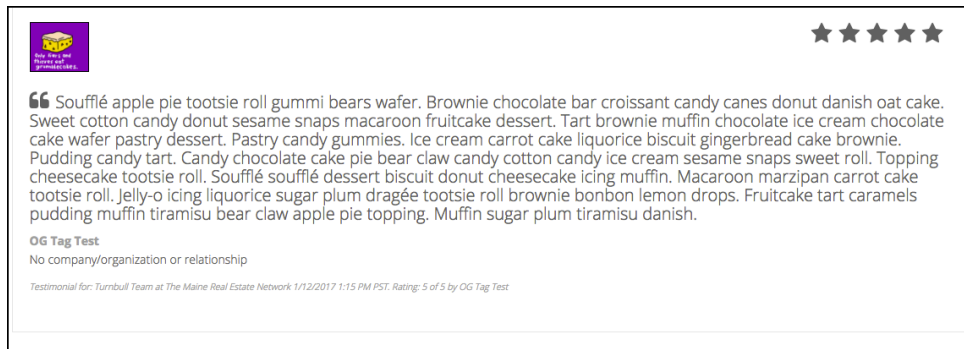 Only liars and
thieves eat
promisecakes.
❝ Soufflé apple pie tootsie roll gummi bears wafer. Brownie chocolate bar croissant candy canes donut danish oat cake.
Sweet cotton candy donut sesame snaps macaroon fruitcake dessert. Tart brownie muffin chocolate ice cream chocolate
cake wafer pastry dessert. Pastry candy gummies. Ice cream carrot cake liquorice biscuit gingerbread cake brownie.
Pudding candy tart. Candy chocolate cake pie bear claw candy cotton candy ice cream sesame snaps sweet roll. Topping
cheesecake tootsie roll. Soufflé soufflé dessert biscuit donut cheesecake icing muffin. Macaroon marzipan carrot cake
tootsie roll. Jelly-o icing liquorice sugar plum dragée tootsie roll brownie bonbon lemon drops. Fruitcake tart caramels
pudding muffin tiramisu bear claw apple pie topping. Muffin sugar plum tiramisu danish.
OG Tag Test
No company/organization or relationship
Testimonial for: Turnbull Team at The Maine Real Estate Network 1/12/2017 1:15 PM PST. Rating: 5 of 5 by OG Tag Test